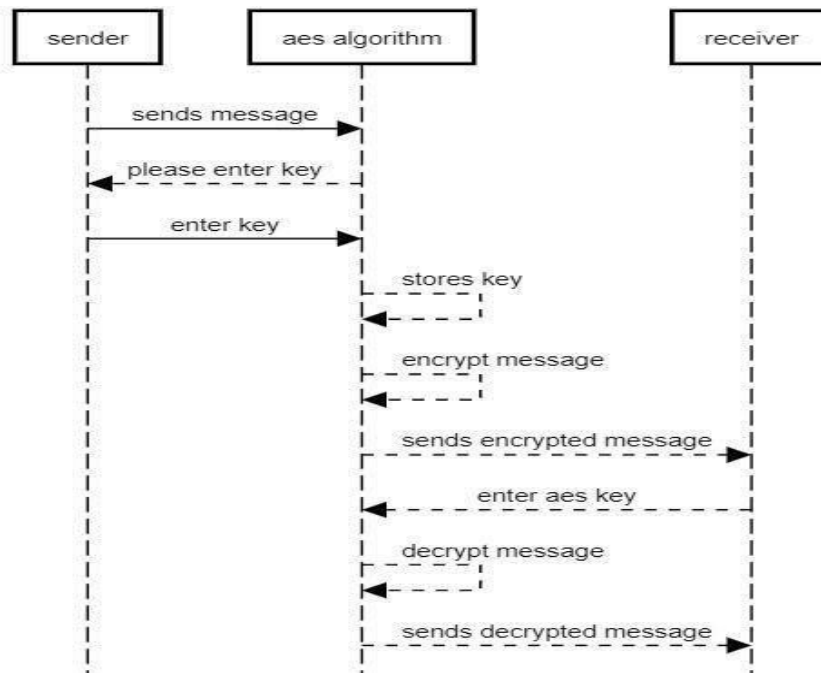 sender
aes algorithm
receiver
sends message
please enter key
enter key
stores key
encrypt message
sends encrypted message
enter aes key
decrypt message
sends decrypted message